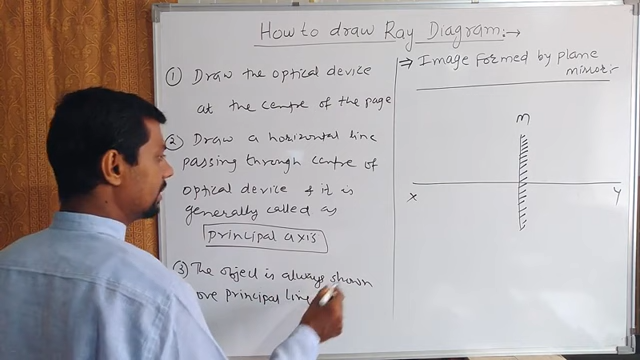 How to draw Ray Diagram:→
① Draw the optical device
at the centre of the page
② Draw a horizontal line
passing through centre of
optical device & it is
generally called as
principal axis
③ The object is always shown
ove principal line
⇒ Image formed by plane
mirror:
m
X
Y